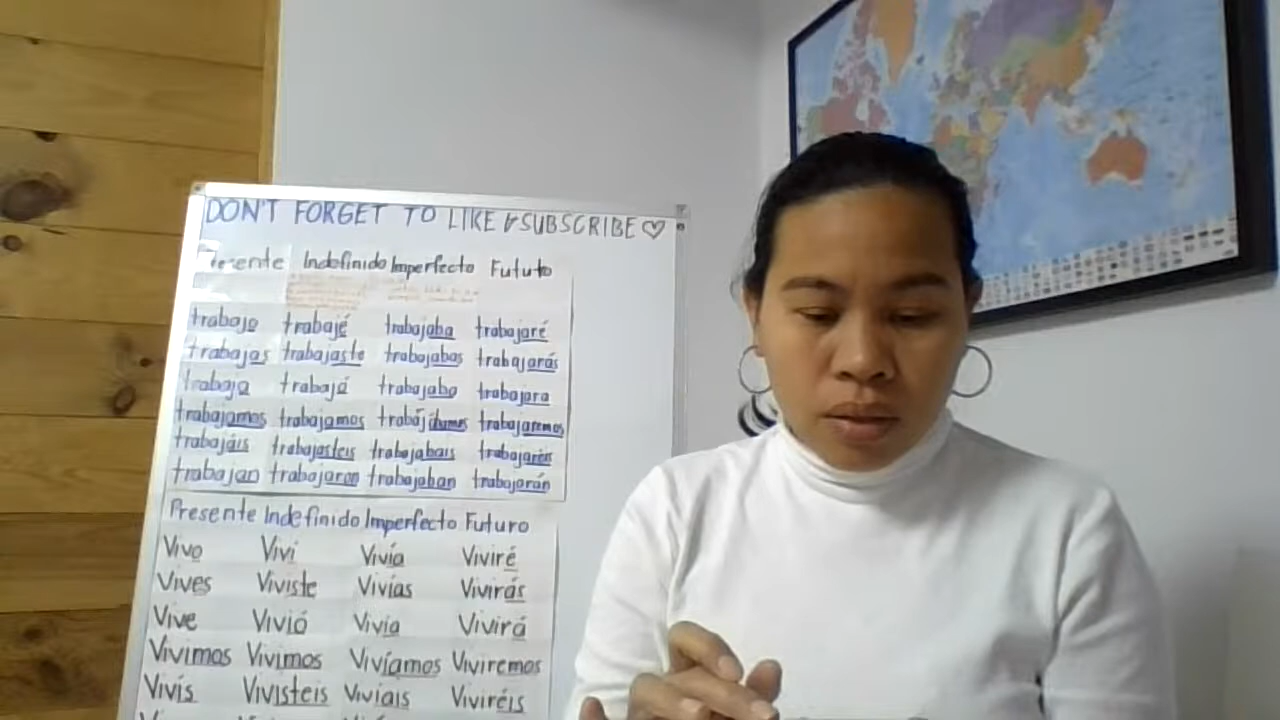 DON'T FORGET TO LIKE & SUBSCRIBE ♡
Presente Indefinido Imperfecto Fututo
trabajo trabajé trabajaba trabajaré
trabajas trabajaste trabajabas trabajarás
trabaja trabajó trabajaba trabajara
trabajamos trabajamos trabajaremos
trabajáis trabajasteis trabajabais trabajaréis
trabajan trabajaron trabajaban trabajarán
Presente Indefinido Imperfecto Futuro
Vivo Viví Vivía Viviré
Vives Viviste Vivías Vivirás
Vive Vivió Vivía Vivirá
Vivimos Vivimos Vivíamos Viviremos
Vivís Vivisteis Vivíais Viviréis